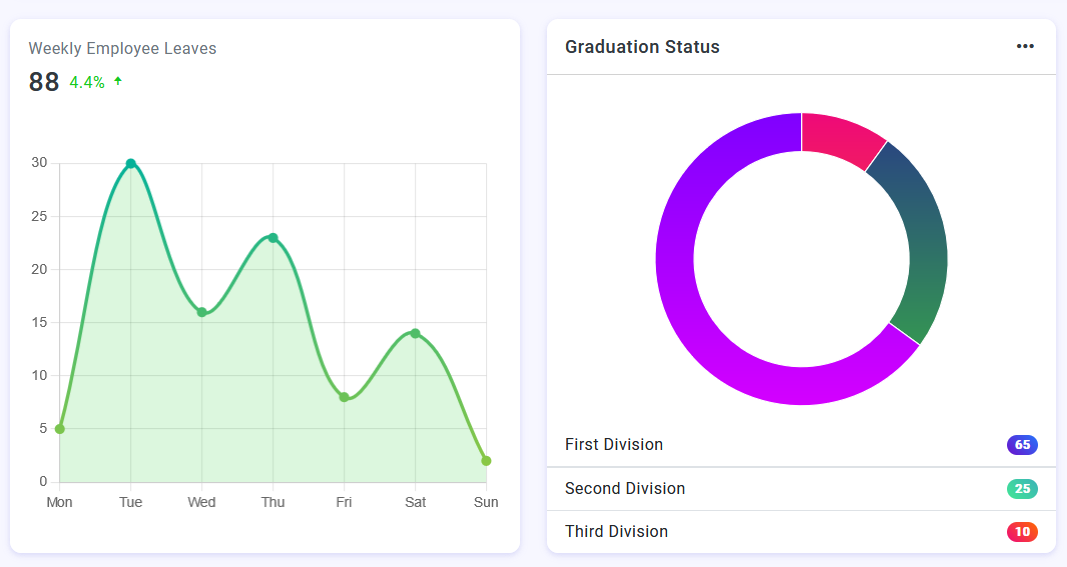 Weekly Employee Leaves
88 4.4%
30
25
20
15
10
5
0
Mon Tue Wed Thu Fri Sat Sun
Graduation Status
First Division 65
Second Division 25
Third Division 10